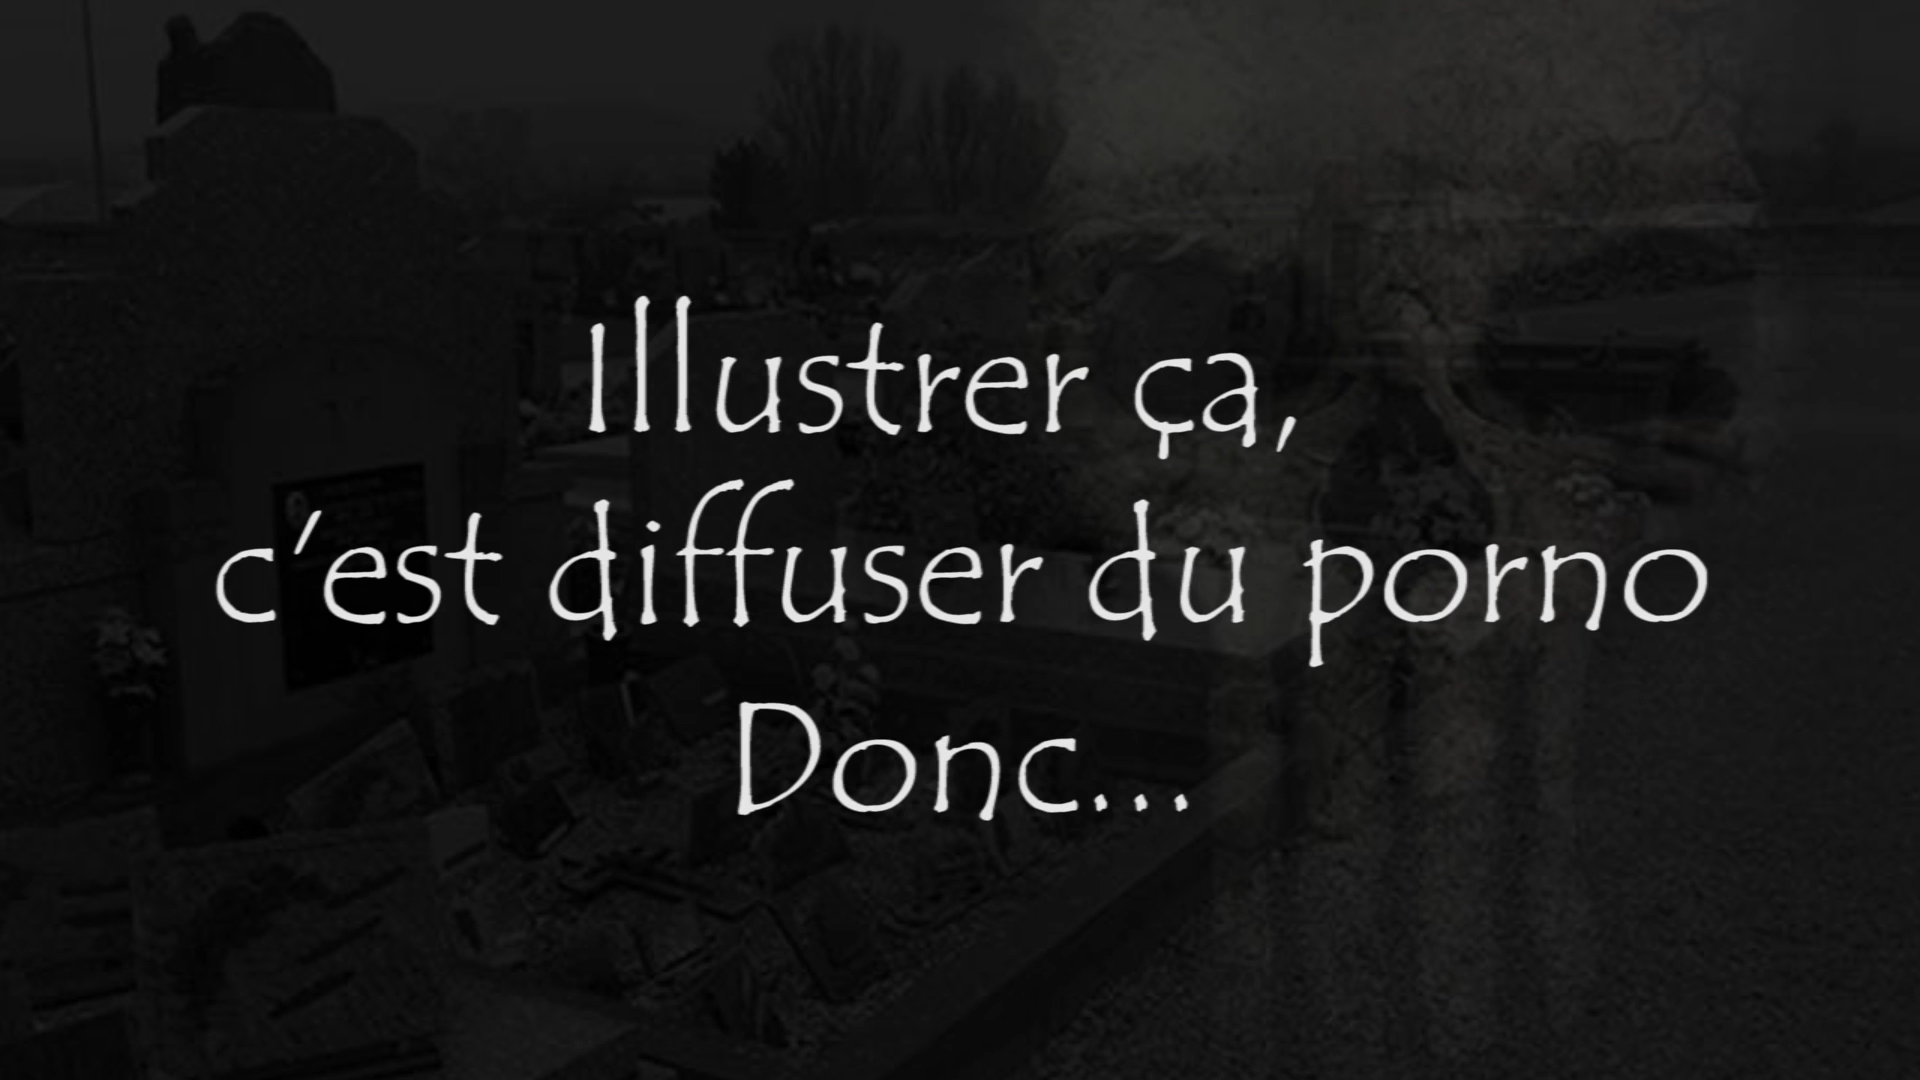 Illustrer ça,
c'est diffuser du porno
Donc...